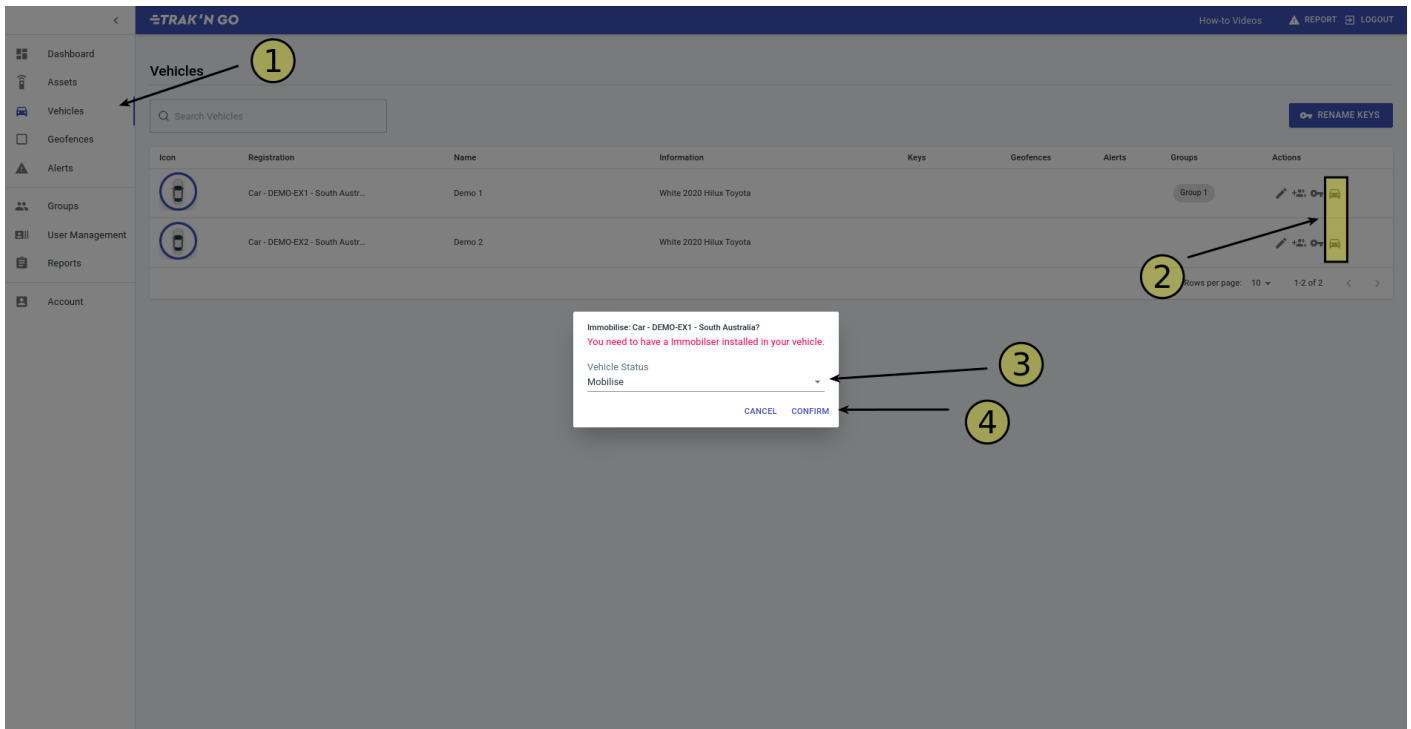 TRAK'N GO
How-to Videos
REPORT
LOGOUT
Dashboard
Assets
Vehicles
Geofences
Alerts
Groups
User Management
Reports
Account
1
Vehicles
Search Vehicles
RENAME KEYS
Icon Registration Name Information Keys Geofences Alerts Groups Actions
Car - DEMO-EX1 - South Austr... Demo 1 White 2020 Hilux Toyota Group 1
Car - DEMO-EX2 - South Austr... Demo 2 White 2020 Hilux Toyota
2
Rows per page: 10 1-2 of 2
Immobilise: Car - DEMO-EX1 - South Australia?
You need to have a Immobilser installed in your vehicle.
Vehicle Status
Mobilise
3
CANCEL CONFIRM
4